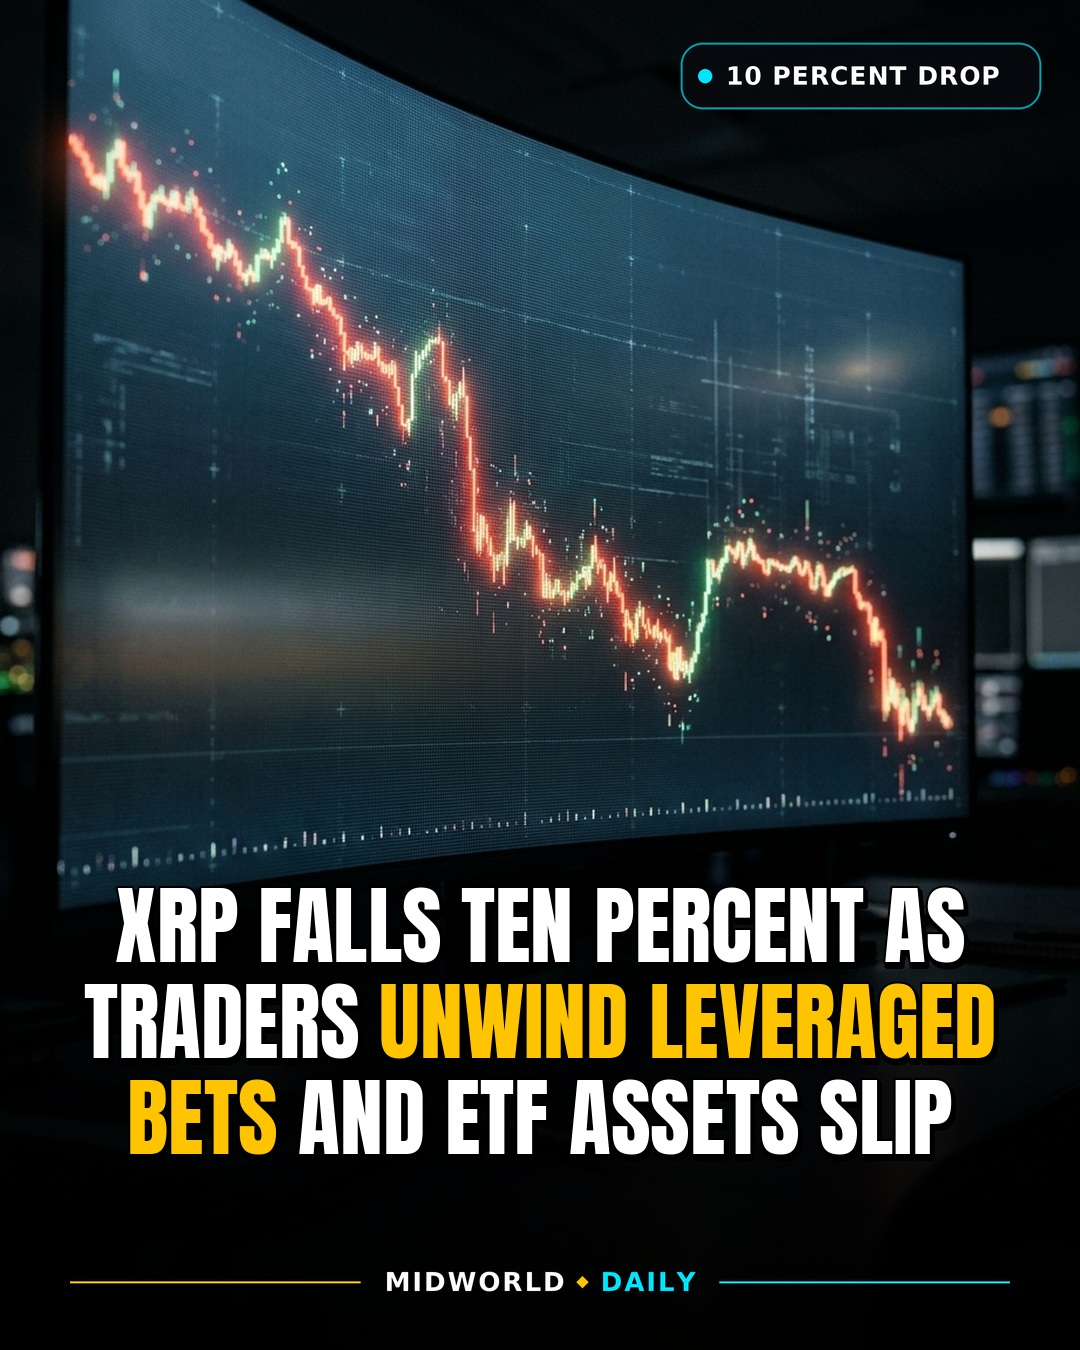 10 PERCENT DROP
XRP FALLS TEN PERCENT AS
TRADERS UNWIND LEVERAGED
BETS AND ETF ASSETS SLIP
MIDWORLD DAILY